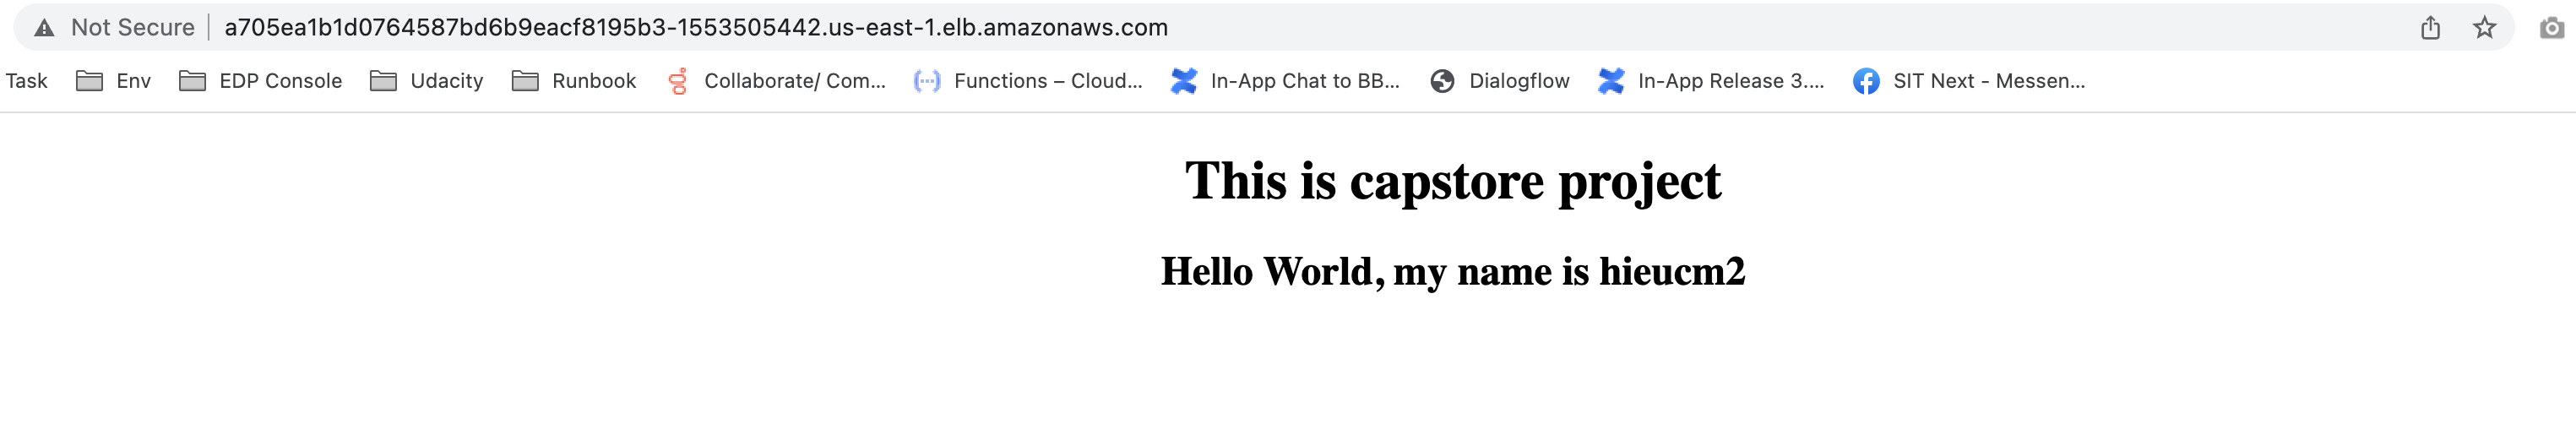 Not Secure a705ea1b1d0764587bd6b9eacf8195b3-1553505442.us-east-1.elb.amazonaws.com
Task Env EDP Console Udacity Runbook Collaborate/ Com... Functions – Cloud... In-App Chat to BB... Dialogflow In-App Release 3.... SIT Next - Messen...
This is capstore project
Hello World, my name is hieucm2